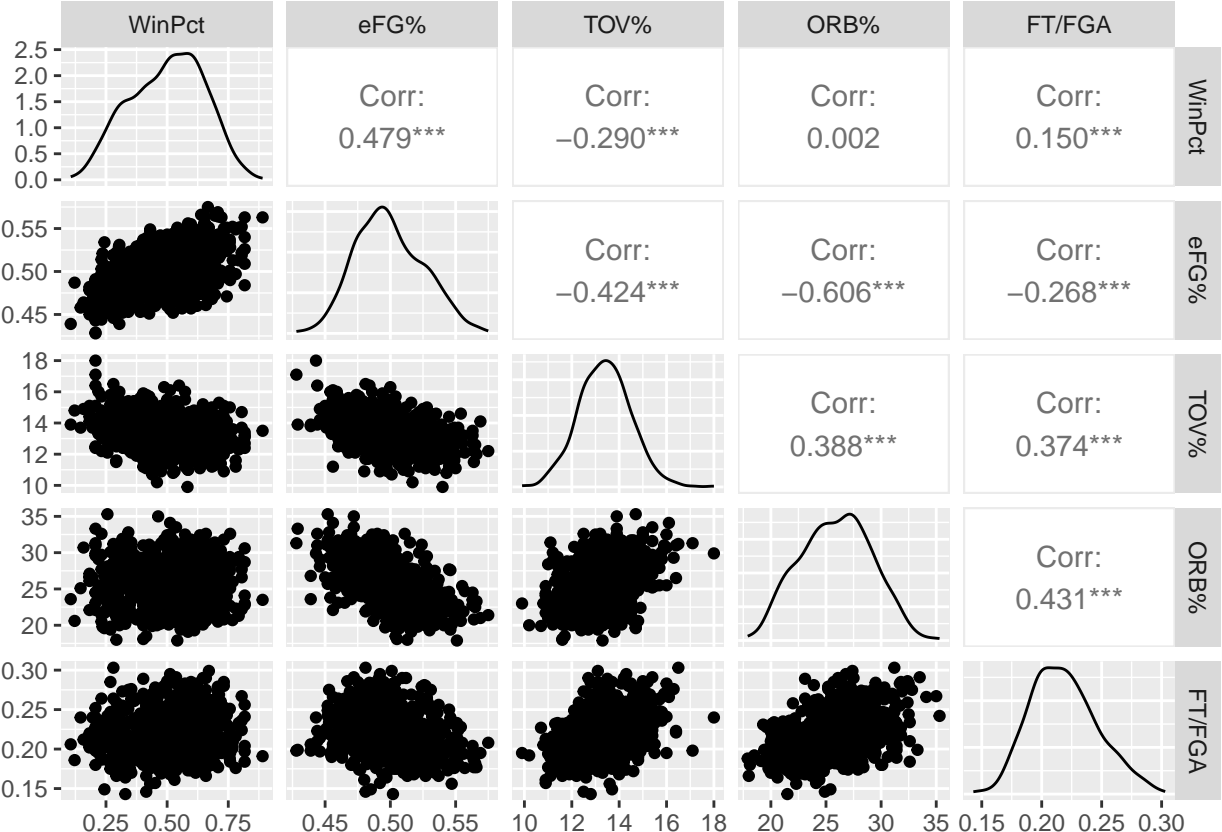 WinPct eFG% TOV% ORB% FT/FGA
2.5
2.0
1.5
1.0
0.5
0.0
Corr:
0.479***
Corr:
−0.290***
Corr:
0.002
Corr:
0.150***
WinPct
0.55
0.50
0.45
Corr:
−0.424***
Corr:
−0.606***
Corr:
−0.268***
eFG%
18
16
14
12
10
Corr:
0.388***
Corr:
0.374***
TOV%
35
30
25
20
Corr:
0.431***
ORB%
0.30
0.25
0.20
0.15
FT/FGA
0.25 0.50 0.75 0.45 0.50 0.55 10 12 14 16 18 20 25 30 35 0.15 0.20 0.25 0.30